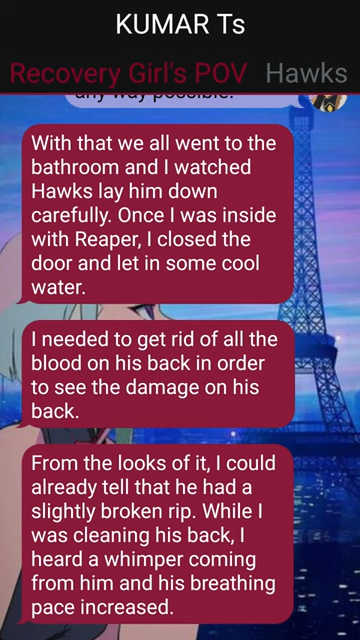 KUMAR Ts
Recovery Girl's POV Hawks
any way possible.
With that we all went to the
bathroom and I watched
Hawks lay him down
carefully. Once I was inside
with Reaper, I closed the
door and let in some cool
water.
I needed to get rid of all the
blood on his back in order
to see the damage on his
back.
From the looks of it, I could
already tell that he had a
slightly broken rip. While I
was cleaning his back, I
heard a whimper coming
from him and his breathing
pace increased.